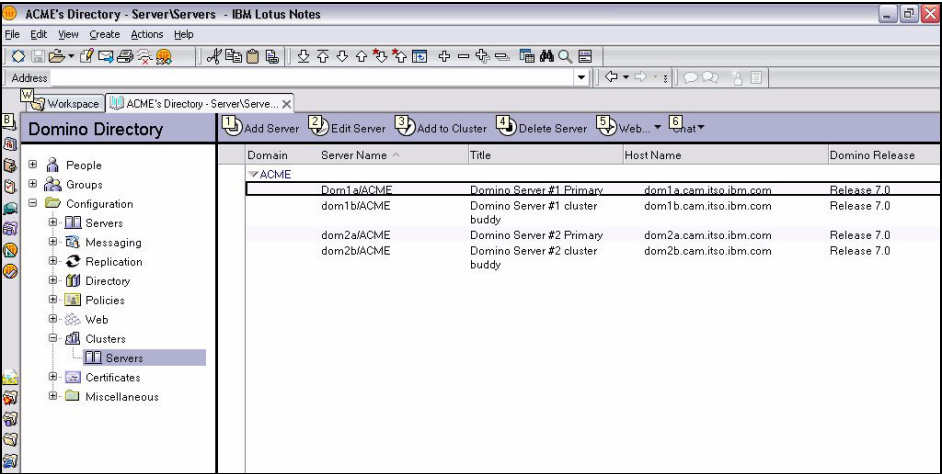 ACME's Directory - Server\Servers - IBM Lotus Notes
File Edit View Create Actions Help
Address
W
Workspace ACME's Directory - Server\Serve... X
B
Domino Directory
1 Add Server 2 Edit Server 3 Add to Cluster 4 Delete Server 5 Web... 6 Chat
Domain Server Name Title Host Name Domino Release
ACME
Dom1a/ACME Domino Server #1 Primary dom1a.cam.itso.ibm.com Release 7.0
dom1b/ACME Domino Server #1 cluster dom1b.cam.itso.ibm.com Release 7.0
buddy
dom2a/ACME Domino Server #2 Primary dom2a.cam.itso.ibm.com Release 7.0
dom2b/ACME Domino Server #2 cluster dom2b.cam.itso.ibm.com Release 7.0
buddy
People
Groups
Configuration
Servers
Messaging
Replication
Directory
Policies
Web
Clusters
Servers
Certificates
Miscellaneous